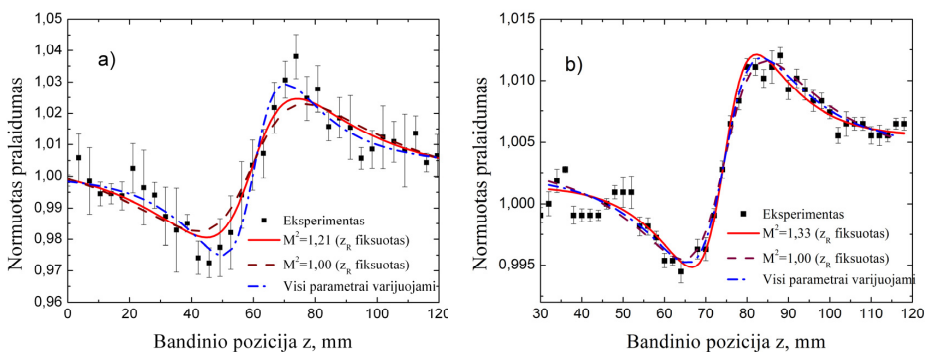 a)
Normuotas pralaidumas
1,05
1,04
1,03
1,02
1,01
1,00
0,99
0,98
0,97
0,96
Eksperimentas
M²=1,21 (z_R fiksuotas)
M²=1,00 (z_R fiksuotas)
Visi parametrai varijuojami
0 20 40 60 80 100 120
Bandinio pozicija z, mm
b)
Normuotas pralaidumas
1,015
1,010
1,005
1,000
0,995
Eksperimentas
M²=1,33 (z_R fiksuotas)
M²=1,00 (z_R fiksuotas)
Visi parametrai varijuojami
30 40 50 60 70 80 90 100 110 120
Bandinio pozicija z, mm